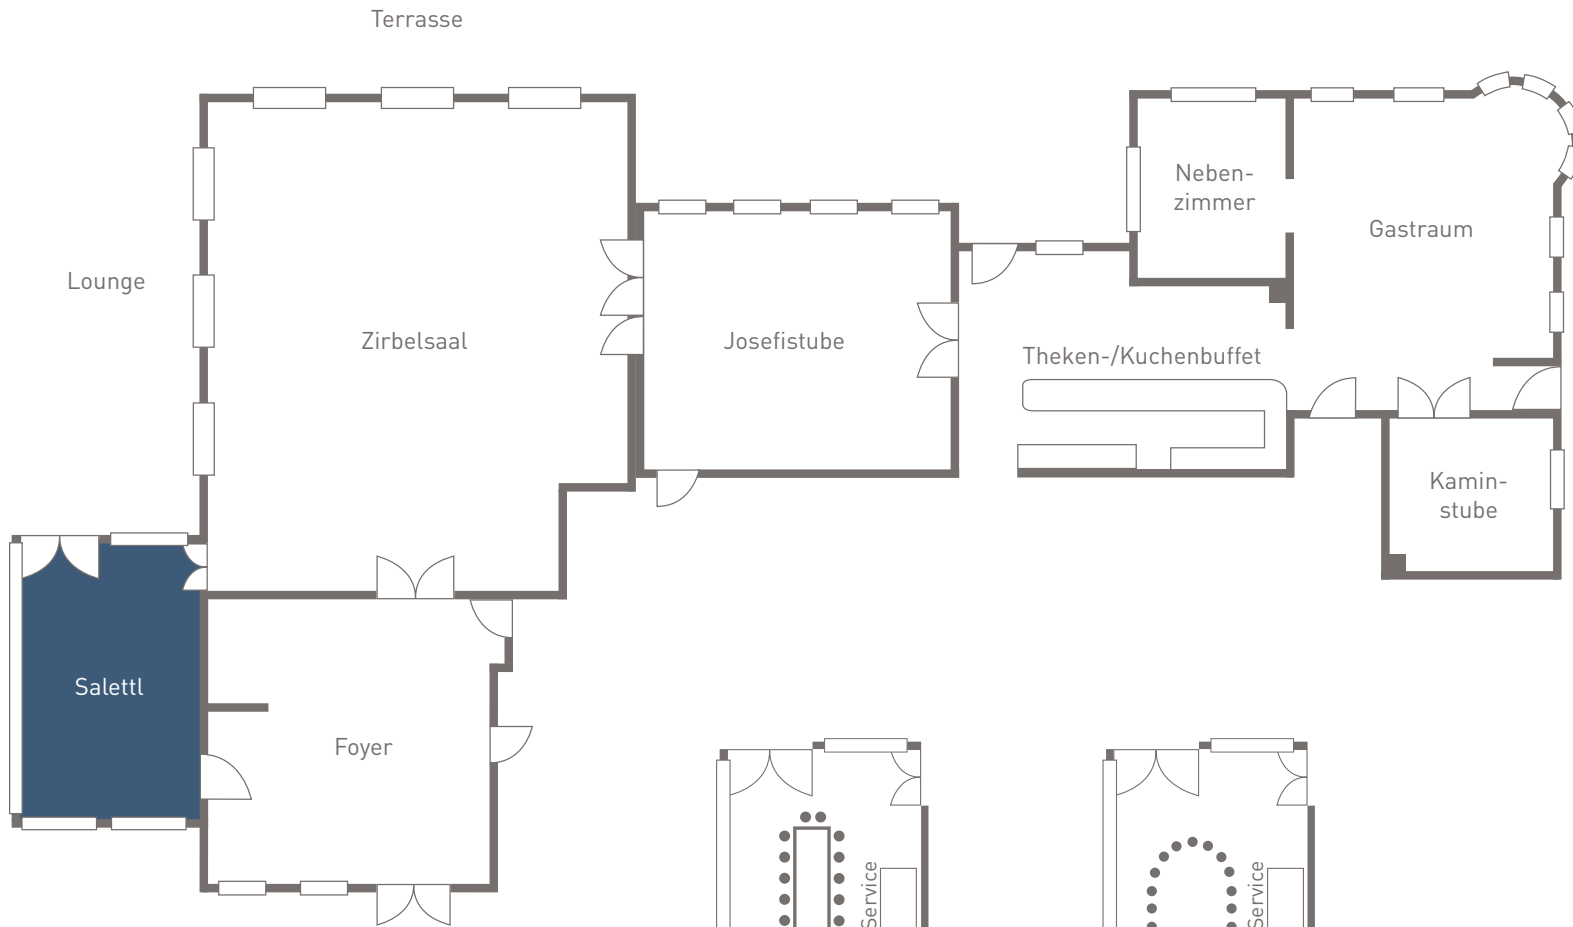 Terrasse
Neben-
zimmer
Gastraum
Lounge
Zirbelsaal
Josefistube
Theken-/Kuchenbuffet
Kamin-
stube
Salettl
Foyer
Service
Service